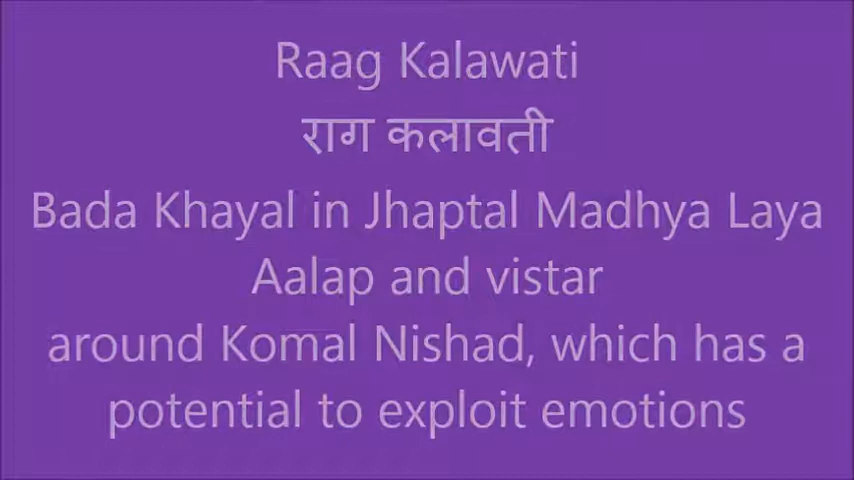 Raag Kalawati
राग कलावती
Bada Khayal in Jhaptal Madhya Laya
Aalap and vistar
around Komal Nishad, which has a
potential to exploit emotions